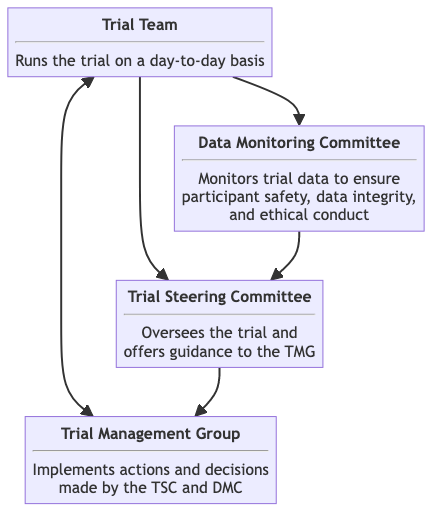 Trial Team
Runs the trial on a day-to-day basis
Data Monitoring Committee
Monitors trial data to ensure
participant safety, data integrity,
and ethical conduct
Trial Steering Committee
Oversees the trial and
offers guidance to the TMG
Trial Management Group
Implements actions and decisions
made by the TSC and DMC